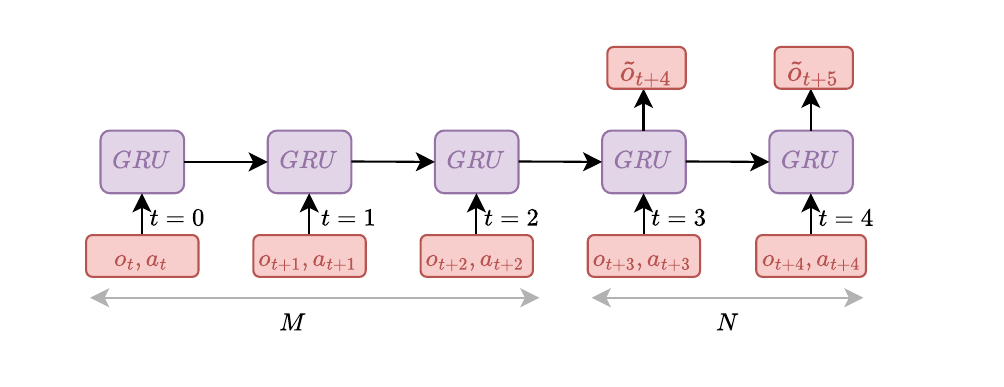 õ_{t+4} õ_{t+5}
GRU GRU GRU GRU GRU
t = 0 t = 1 t = 2 t = 3 t = 4
o_t, a_t o_{t+1}, a_{t+1} o_{t+2}, a_{t+2} o_{t+3}, a_{t+3} o_{t+4}, a_{t+4}
M N